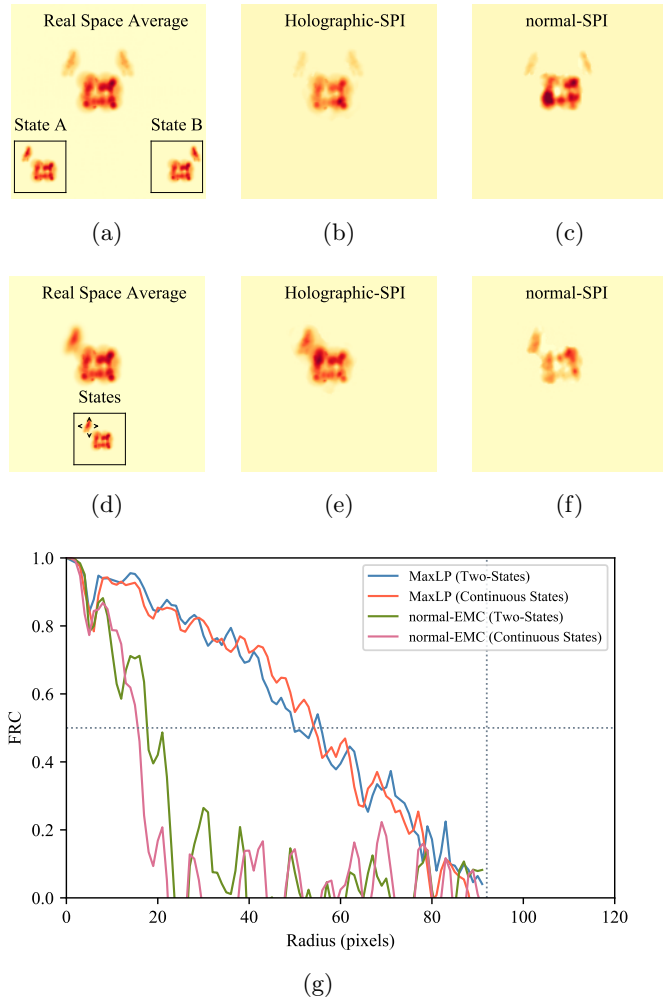 Real Space Average
Holographic-SPI
normal-SPI
State A
State B
(a)
(b)
(c)
Real Space Average
Holographic-SPI
normal-SPI
States
(d)
(e)
(f)
1.0
0.8
0.6
0.4
0.2
0.0
FRC
MaxLP (Two-States)
MaxLP (Continuous States)
normal-EMC (Two-States)
normal-EMC (Continuous States)
0
20
40
60
80
100
120
Radius (pixels)
(g)